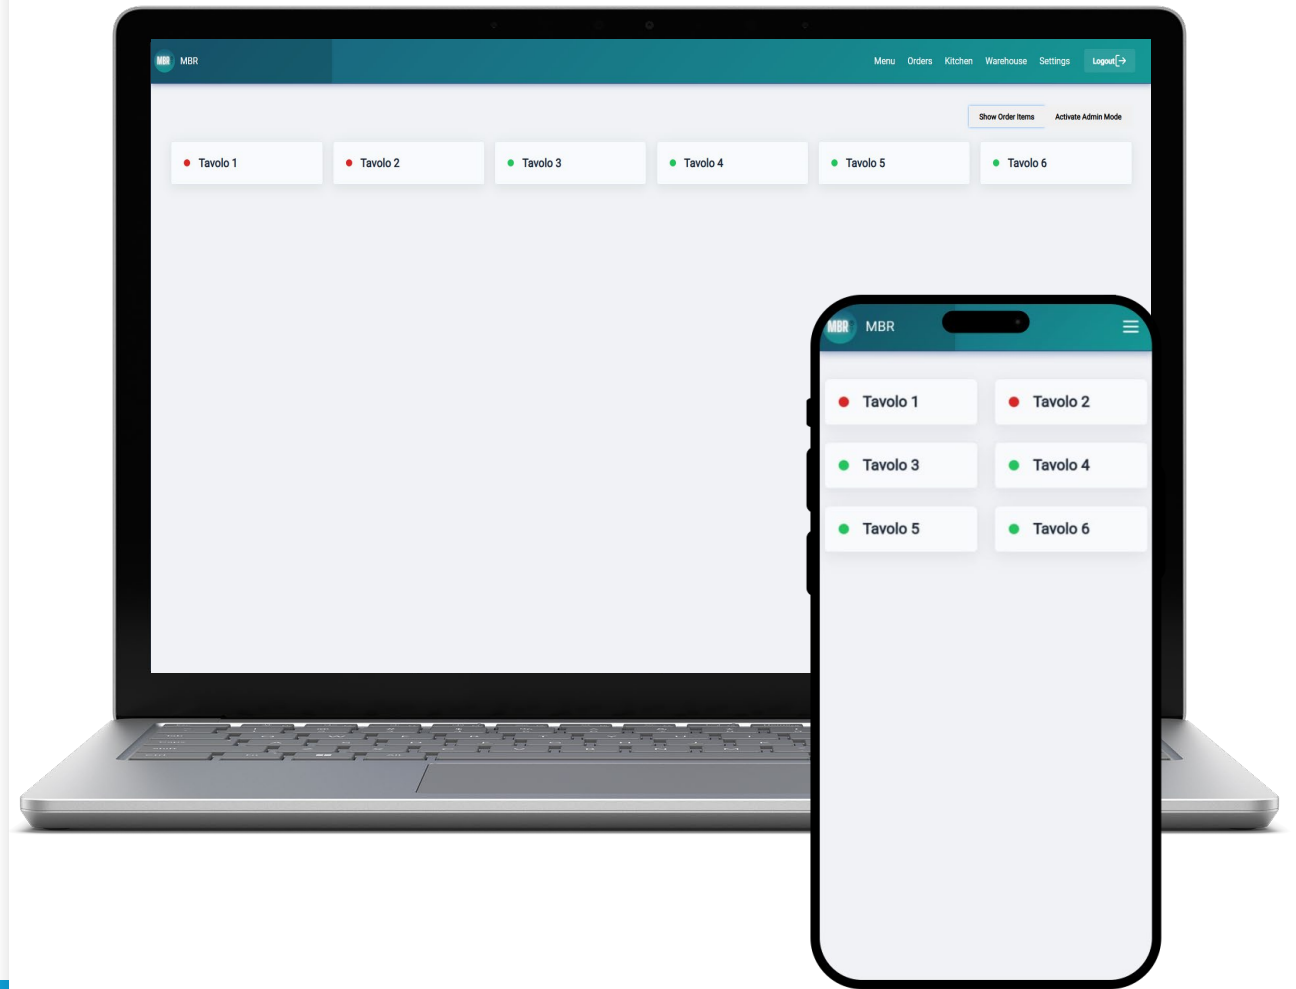 MBR MBR Menu Orders Kitchen Warehouse Settings Logout
Show Order Items Activate Admin Mode
Tavolo 1 Tavolo 2 Tavolo 3 Tavolo 4 Tavolo 5 Tavolo 6
MBR MBR
Tavolo 1 Tavolo 2
Tavolo 3 Tavolo 4
Tavolo 5 Tavolo 6